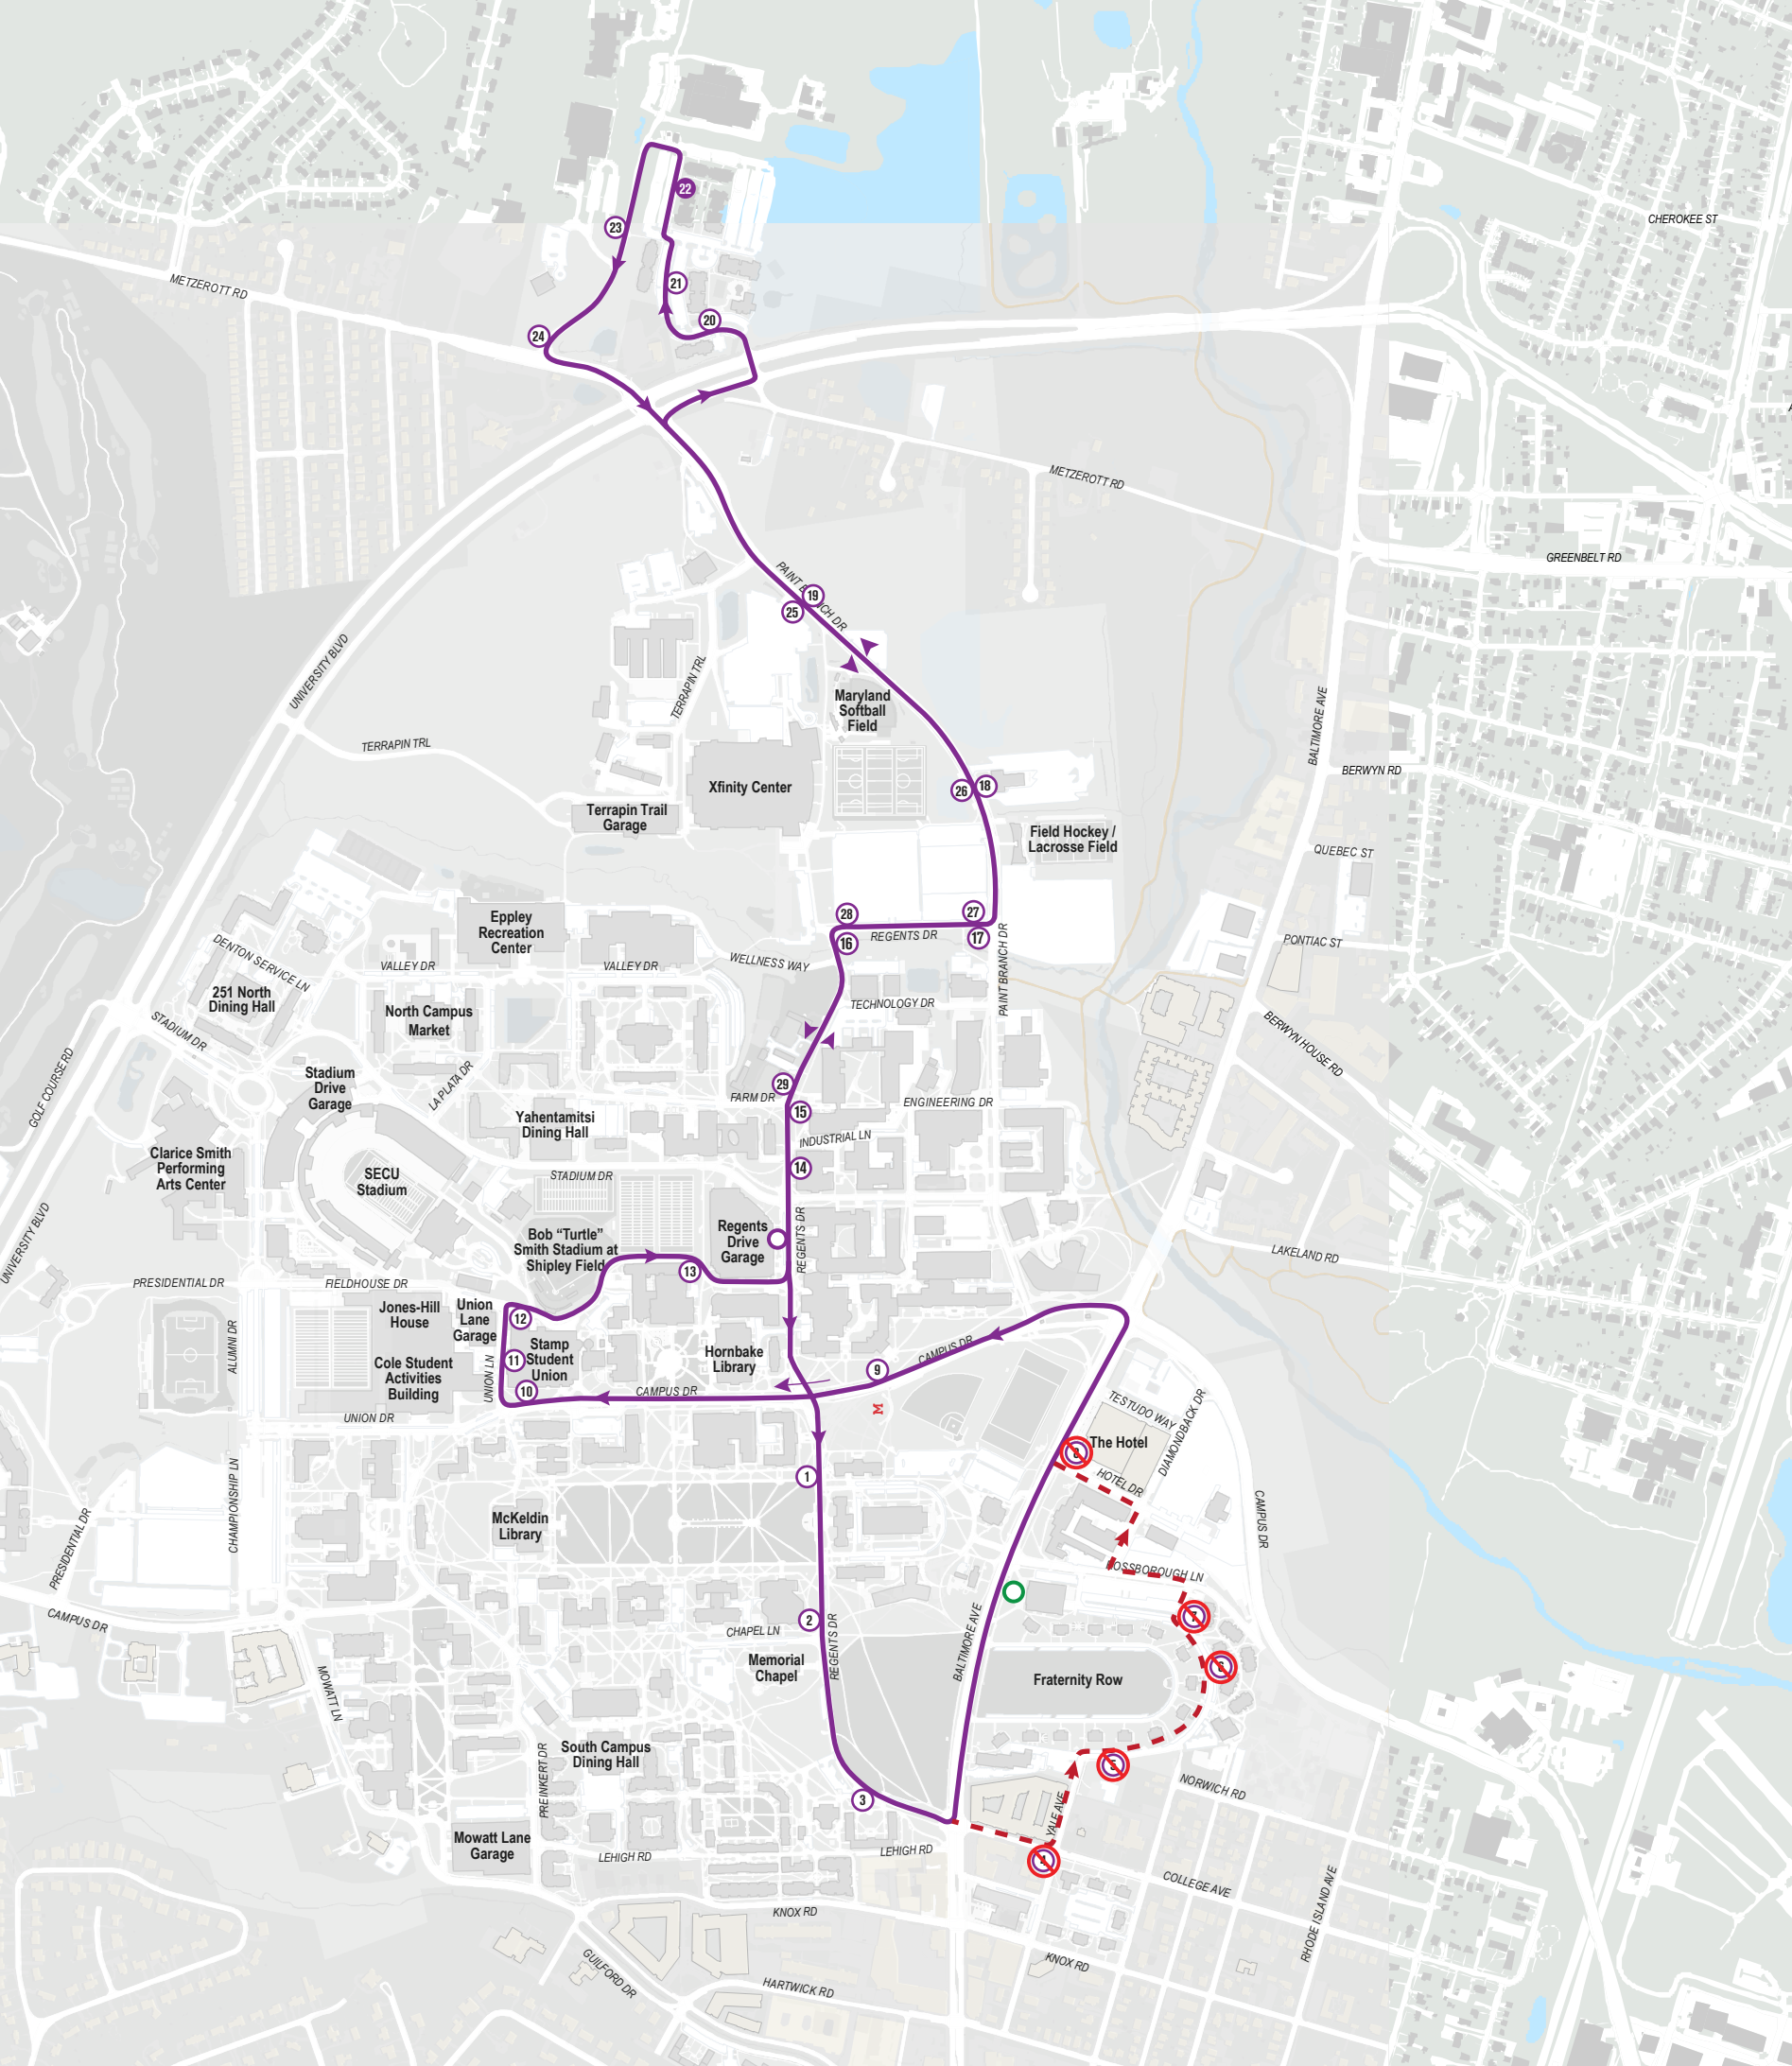 CHEROKEE ST
22
23
METZEROTT RD
21
20
24
METZEROTT RD
GREENBELT RD
PAINT BRANCH DR
19
25
UNIVERSITY BLVD
TERRAPIN TRL
Maryland
Softball
Field
BALTIMORE AVE
TERRAPIN TRL
BERWYN RD
Xfinity Center
26
18
Terrapin Trail
Garage
Field Hockey /
Lacrosse Field
QUEBEC ST
28
27
Eppley
Recreation
Center
16
REGENTS DR
17
PONTIAC ST
DENTON SERVICE LN
VALLEY DR
VALLEY DR
WELLNESS WAY
PAINT BRANCH DR
251 North
Dining Hall
TECHNOLOGY DR
North Campus
Market
STADIUM DR
BERWYN HOUSE RD
GOLF COURSE RD
Stadium
Drive
Garage
LA PLATA DR
29
FARM DR
ENGINEERING DR
15
Yahentamitsi
Dining Hall
INDUSTRIAL LN
Clarice Smith
Performing
Arts Center
SECU
Stadium
14
STADIUM DR
UNIVERSITY BLVD
Bob “Turtle”
Smith Stadium at
Shipley Field
Regents
Drive
Garage
REGENTS DR
LAKELAND RD
13
PRESIDENTIAL DR
FIELDHOUSE DR
Jones-Hill
House
Union
Lane
Garage
12
ALUMNI DR
Stamp
Student
Union
11
Hornbake
Library
CAMPUS DR
9
Cole Student
Activities
Building
UNION LN
10
CAMPUS DR
M
UNION DR
TESTUDO WAY
DIAMONDBACK DR
8
The Hotel
HOTEL DR
1
CHAMPIONSHIP LN
PRESIDENTIAL DR
McKeldin
Library
CAMPUS DR
ROSSBOROUGH LN
CAMPUS DR
2
7
CHAPEL LN
REGENTS DR
BALTIMORE AVE
Memorial
Chapel
6
Fraternity Row
MOWATT LN
South Campus
Dining Hall
PREINKERT DR
5
NORWICH RD
3
YALE AVE
Mowatt Lane
Garage
LEHIGH RD
LEHIGH RD
4
COLLEGE AVE
RHODE ISLAND AVE
KNOX RD
KNOX RD
GUILFORD DR
HARTWICK RD